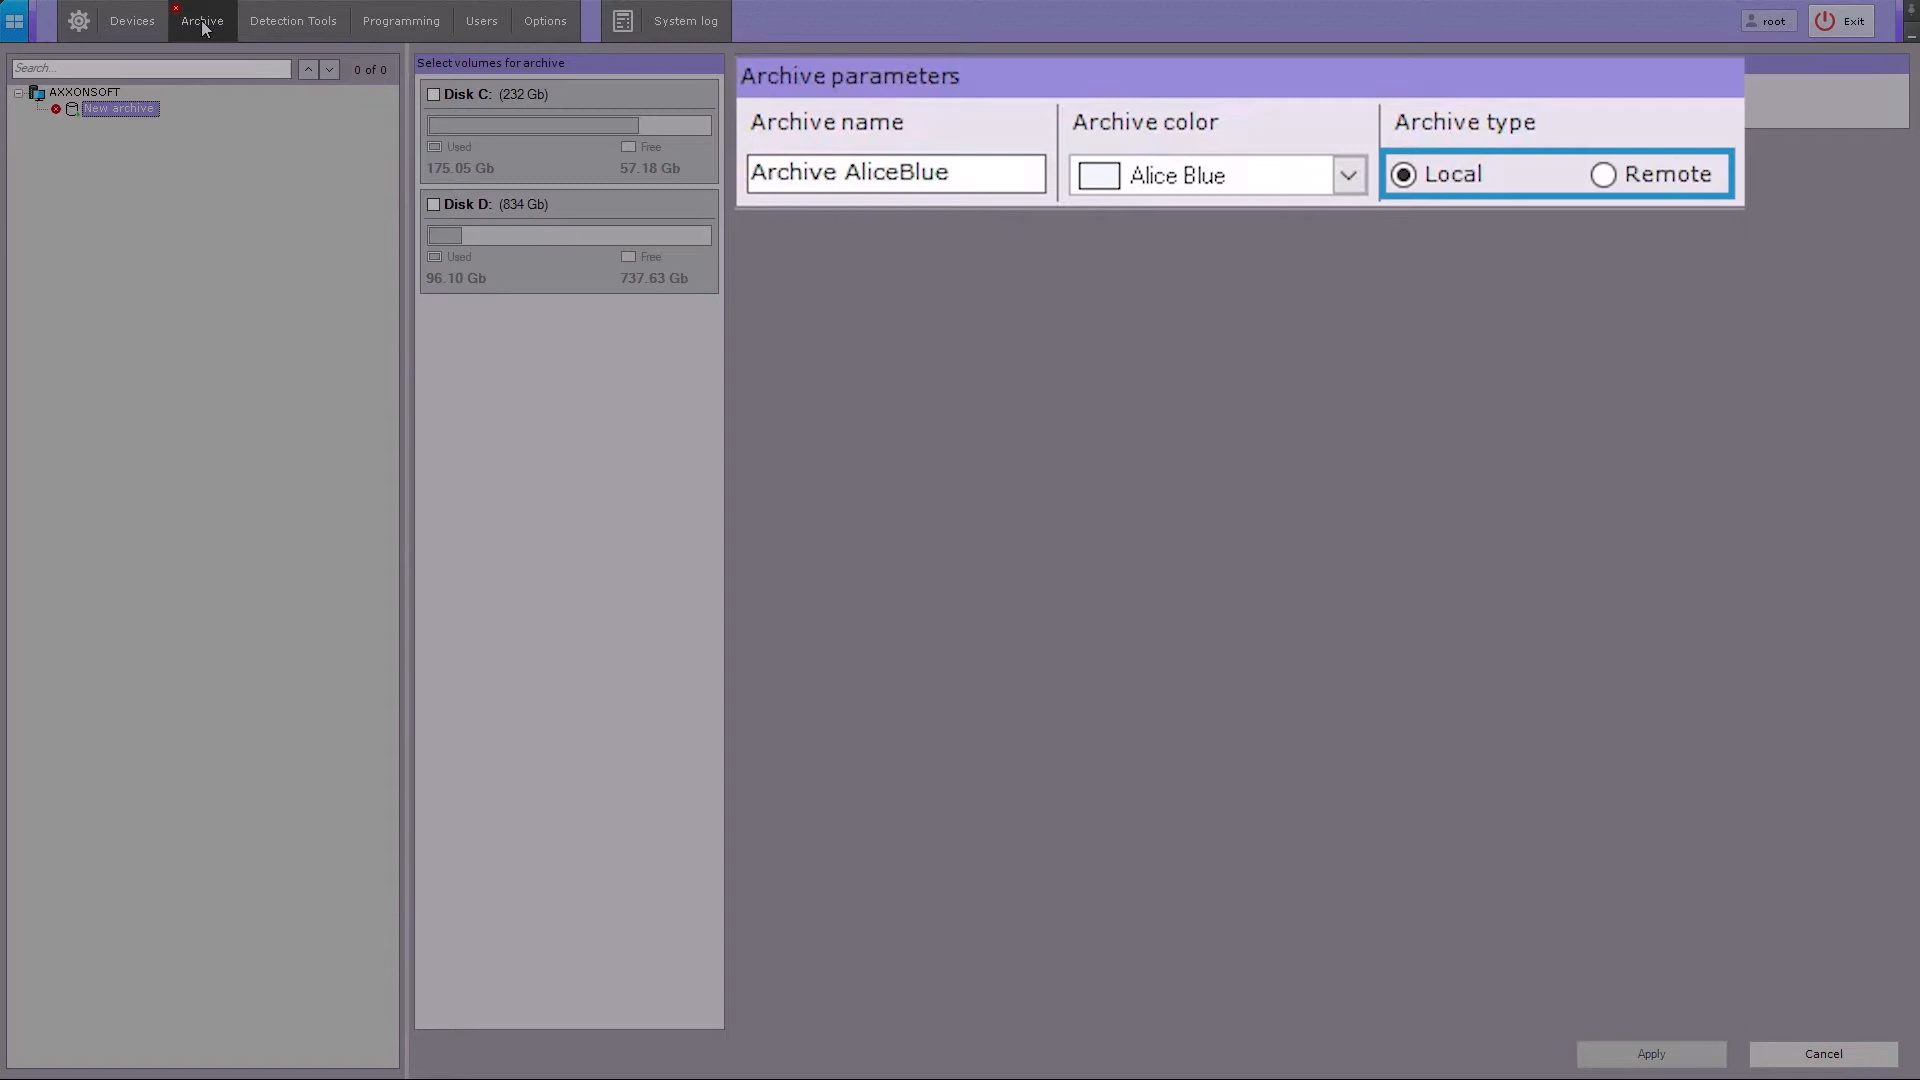 Devices Archive Detection Tools Programming Users Options System log root Exit
Search... 0 of 0
AXXONSOFT
New archive
Select volumes for archive
Disk C: (232 Gb)
Used Free
175.05 Gb 57.18 Gb
Disk D: (834 Gb)
Used Free
96.10 Gb 737.63 Gb
Archive parameters
Archive name Archive color Archive type
Archive AliceBlue Alice Blue Local Remote
Apply Cancel